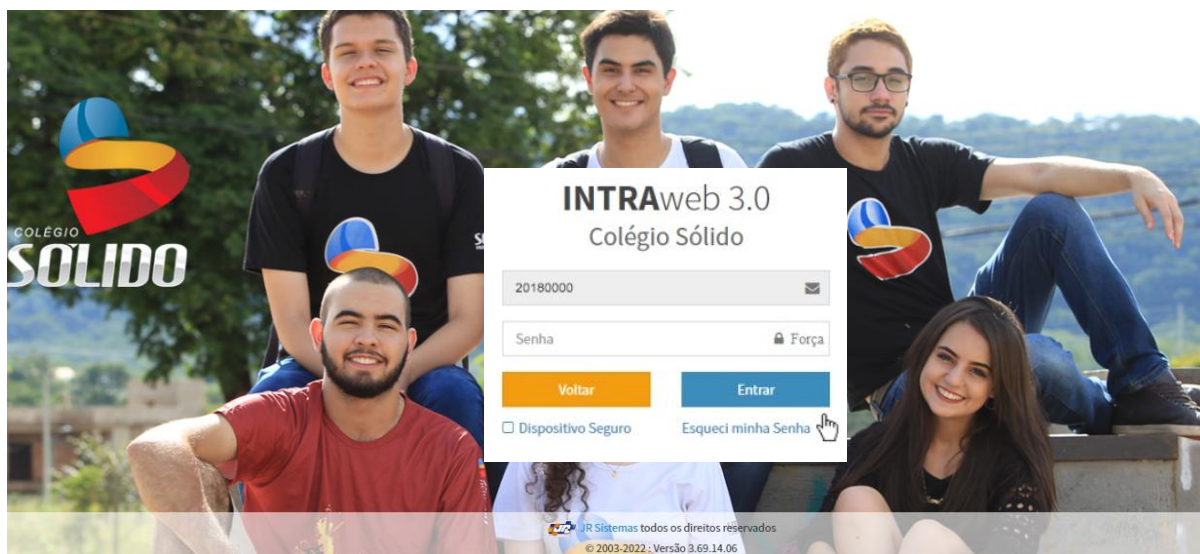 COLÉGIO
SÓLIDO
INTRAweb 3.0
Colégio Sólido
20180000
Senha
Força
Voltar
Entrar
Dispositivo Seguro
Esqueci minha Senha
JR Sistemas todos os direitos reservados
© 2003-2022 : Versão 3.69.14.06